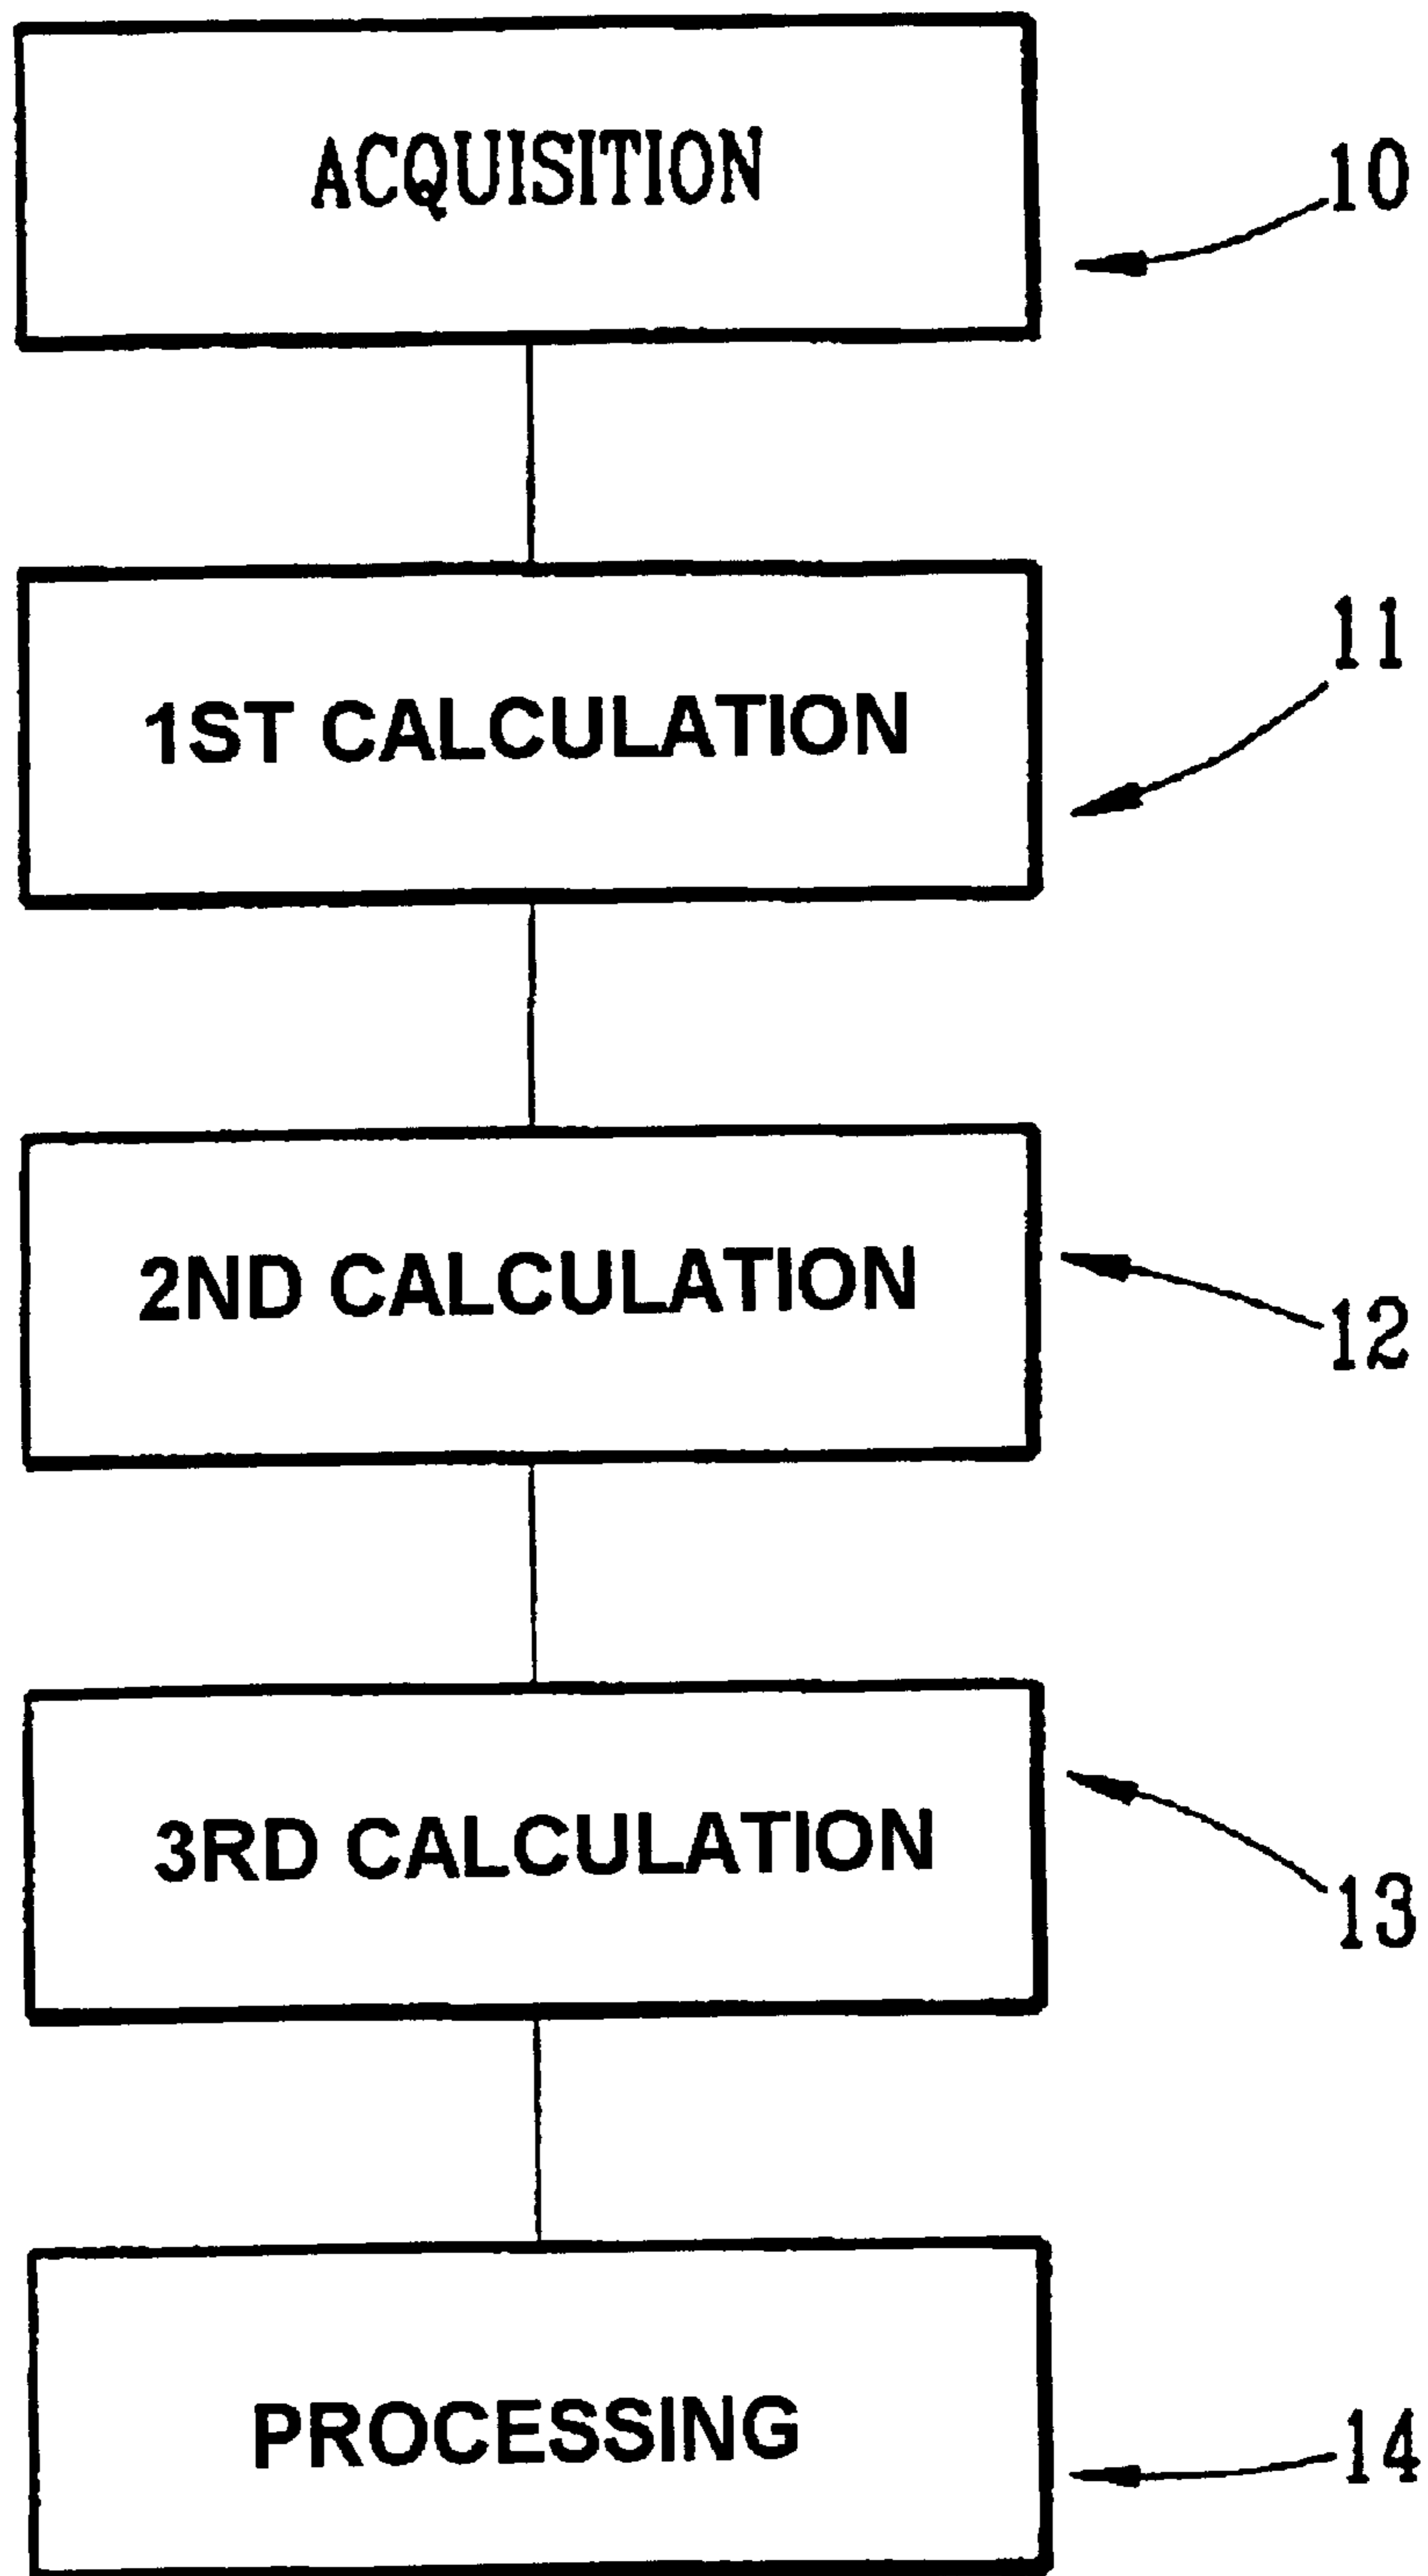 ACQUISITION
10
1ST CALCULATION
11
2ND CALCULATION
12
3RD CALCULATION
13
PROCESSING
14